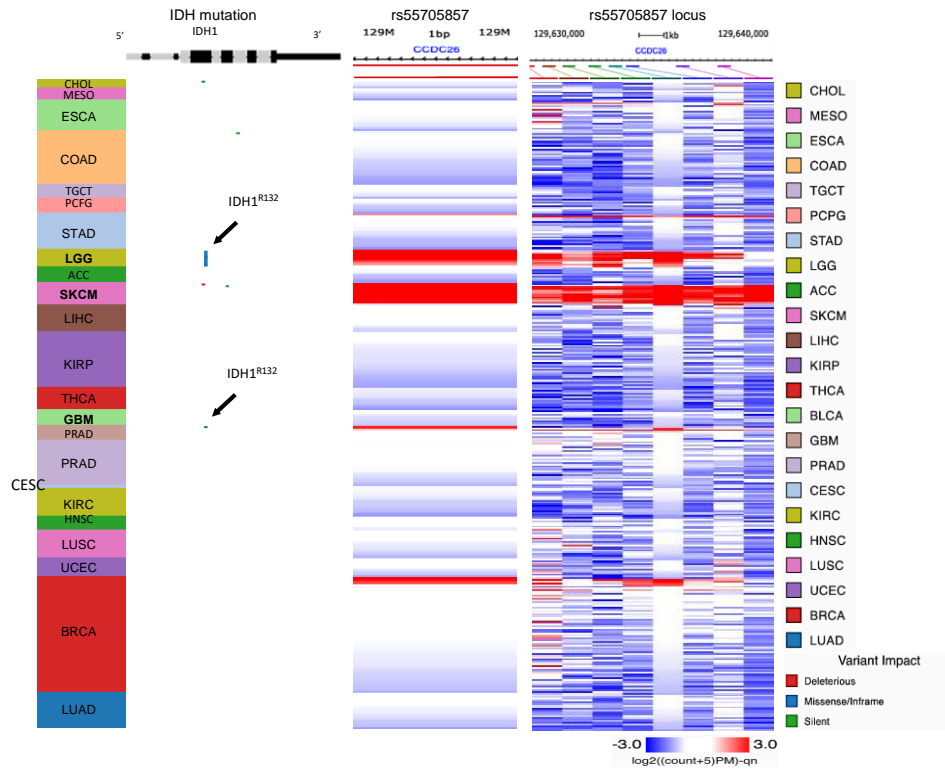 IDH mutation
rs55705857
rs55705857 locus
IDH1
5’
3’
129M
1bp
129M
CCDC26
129,630,000
1kb
129,640,000
CCDC26
CHOL
MESO
ESCA
COAD
TGCT
PCFG
STAD
LGG
ACC
SKCM
LIHC
KIRP
THCA
GBM
PRAD
PRAD
CESC
KIRC
HNSC
LUSC
UCEC
BRCA
LUAD
IDH1R132
IDH1R132
CHOL
MESO
ESCA
COAD
TGCT
PCPG
STAD
LGG
ACC
SKCM
LIHC
KIRP
THCA
BLCA
GBM
PRAD
CESC
KIRC
HNSC
LUSC
UCEC
BRCA
LUAD
Variant Impact
Deleterious
Missense/Inframe
Silent
-3.0
3.0
log2((count+5)PM)-qn